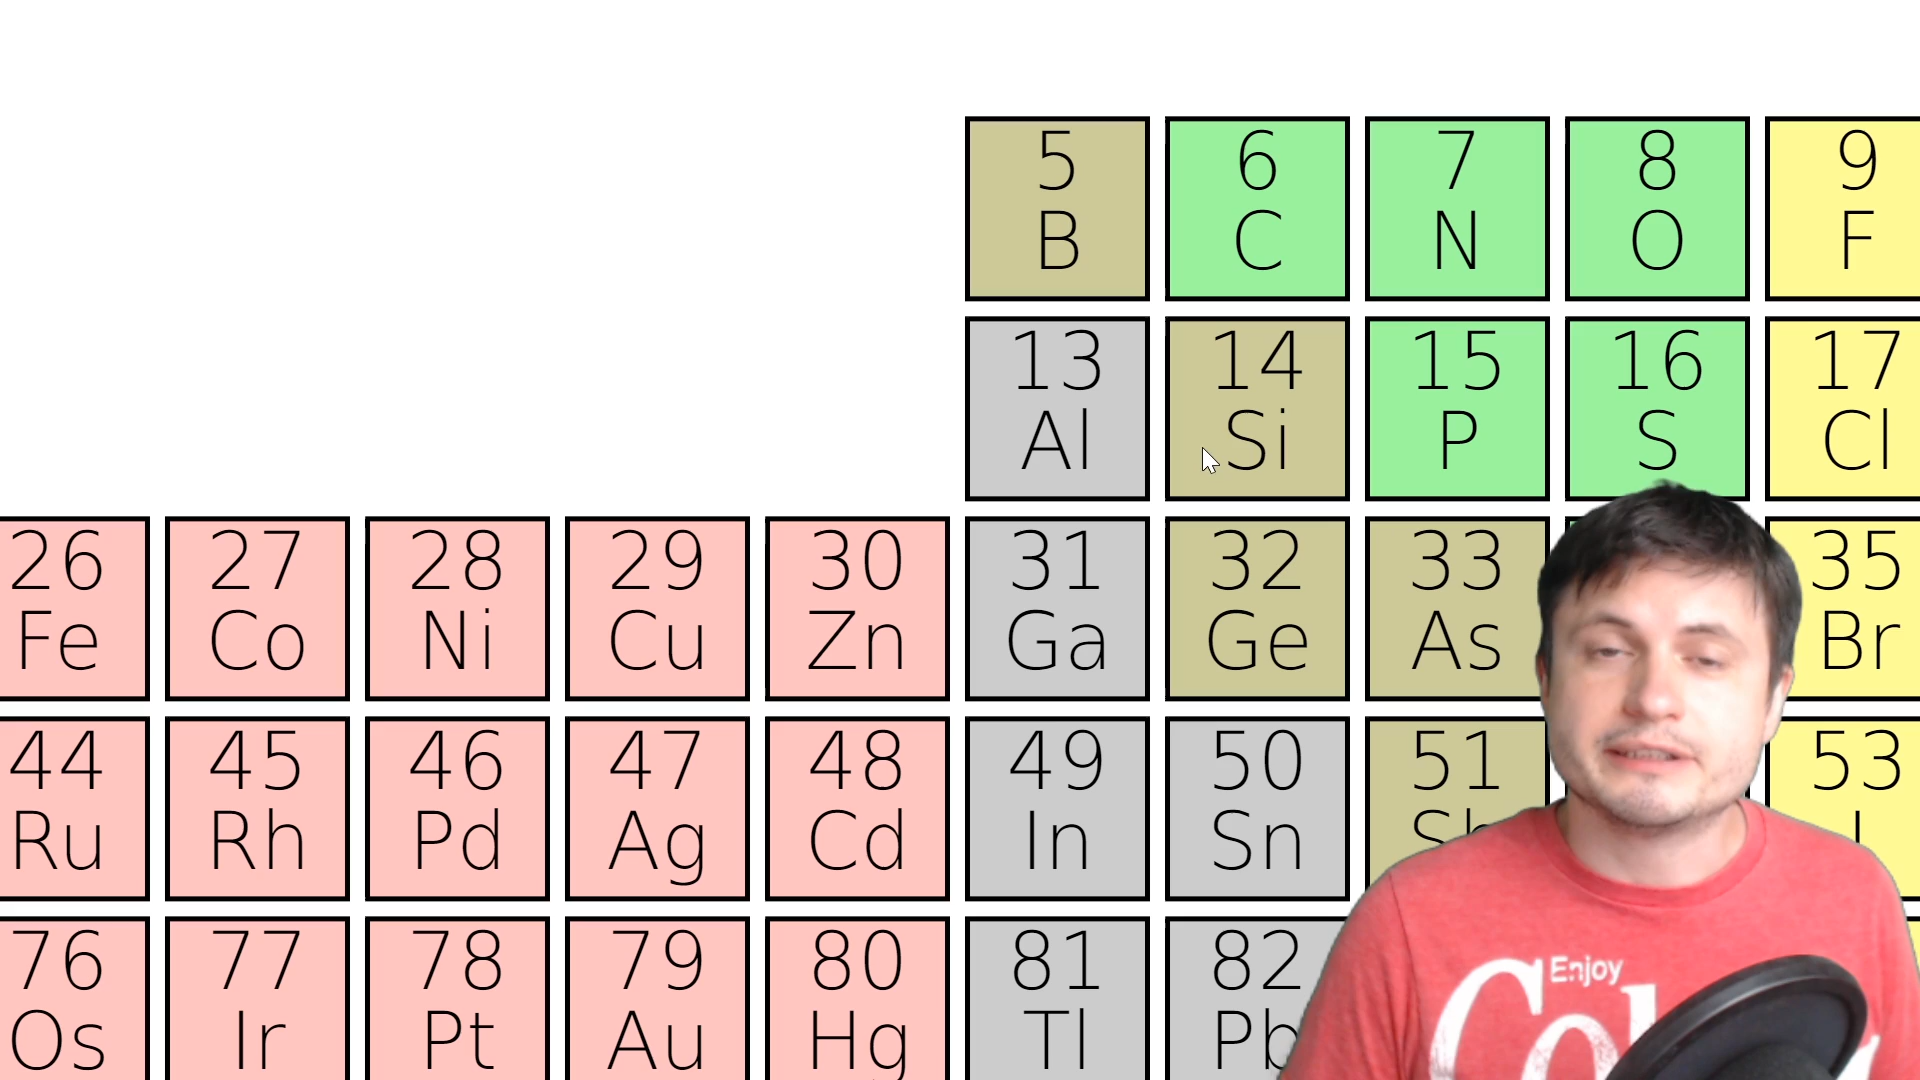 5 6 7 8 9
B C N O F
13 14 15 16 17
Al Si P S Cl
26 27 28 29 30 31 32 33 35
Fe Co Ni Cu Zn Ga Ge As Br
44 45 46 47 48 49 50 51 53
Ru Rh Pd Ag Cd In Sn
76 77 78 79 80 81 82
Os Ir Pt Au Hg Tl Pb
Enjoy